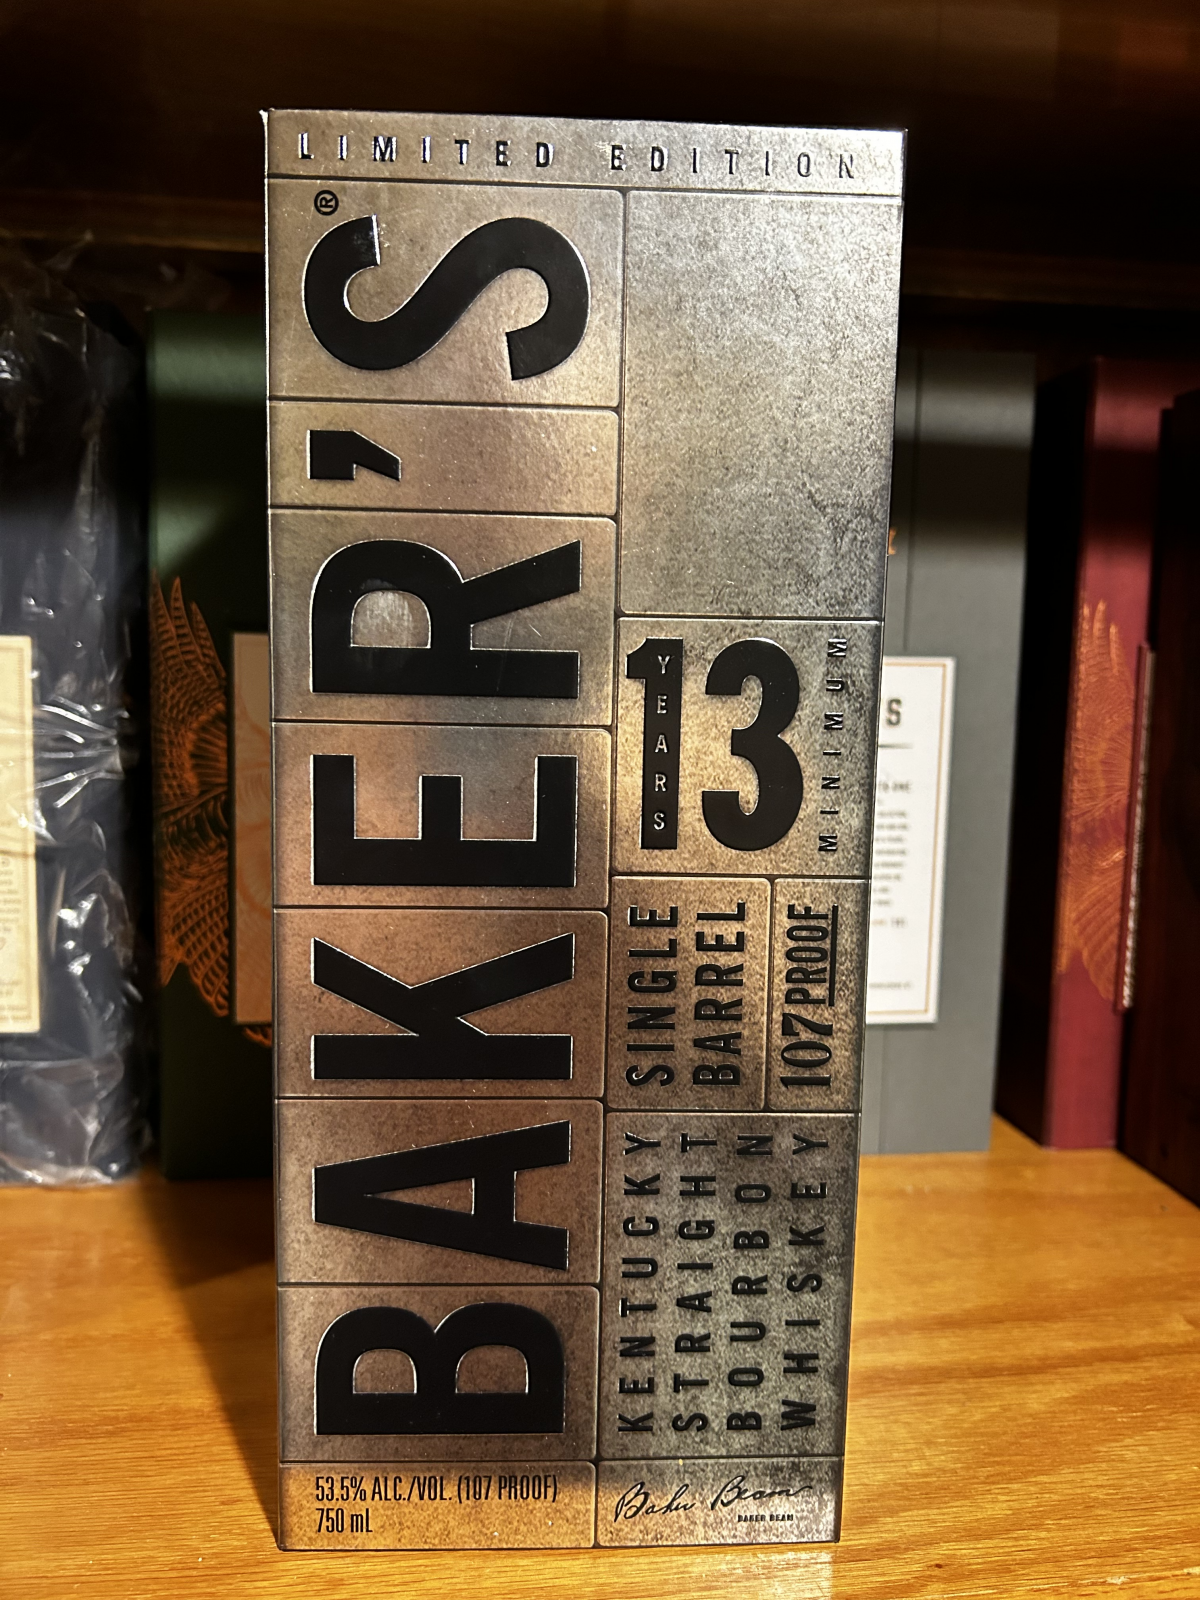 LIMITED EDITION
BAKER'S®
13
YEARS
MINIMUM
SINGLE
BARREL
107 PROOF
KENTUCKY
STRAIGHT
BOURBON
WHISKEY
53.5% ALC./VOL. (107 PROOF)
750 mL
Baker Beam
BAKER BEAM
S